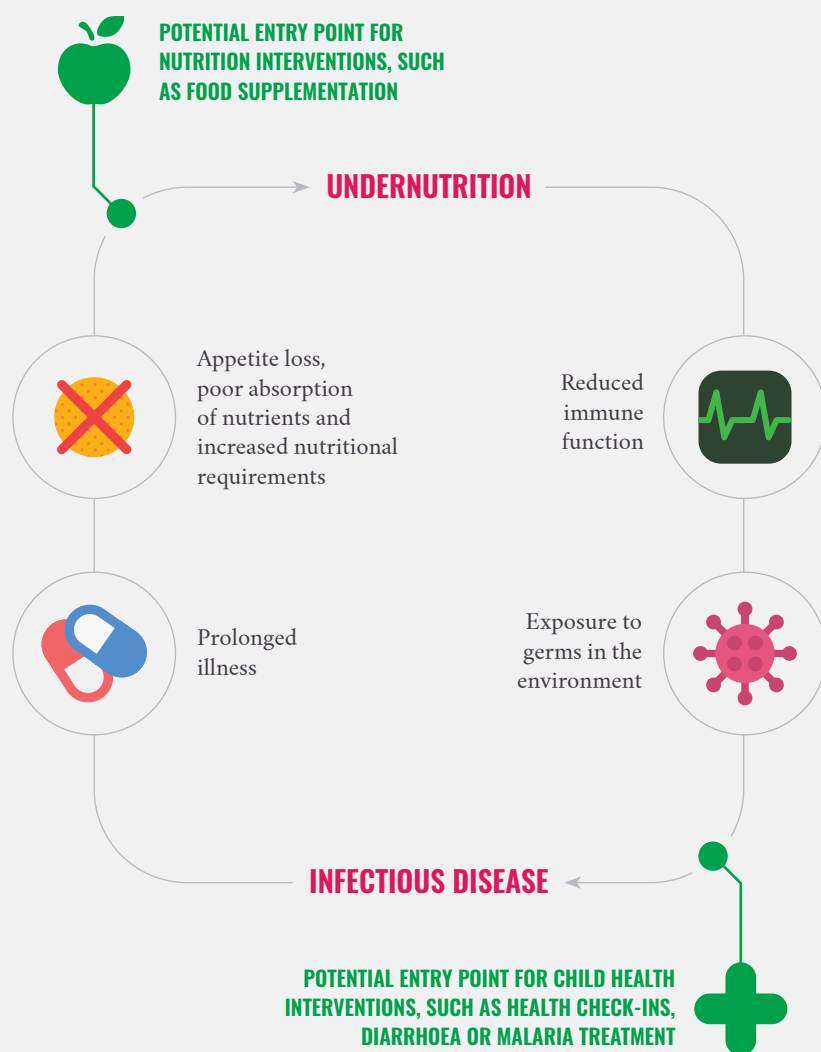 POTENTIAL ENTRY POINT FOR
NUTRITION INTERVENTIONS, SUCH
AS FOOD SUPPLEMENTATION
UNDERNUTRITION
Appetite loss,
poor absorption
of nutrients and
increased nutritional
requirements
Reduced
immune
function
Prolonged
illness
Exposure to
germs in the
environment
INFECTIOUS DISEASE
POTENTIAL ENTRY POINT FOR CHILD HEALTH
INTERVENTIONS, SUCH AS HEALTH CHECK-INS,
DIARRHOEA OR MALARIA TREATMENT